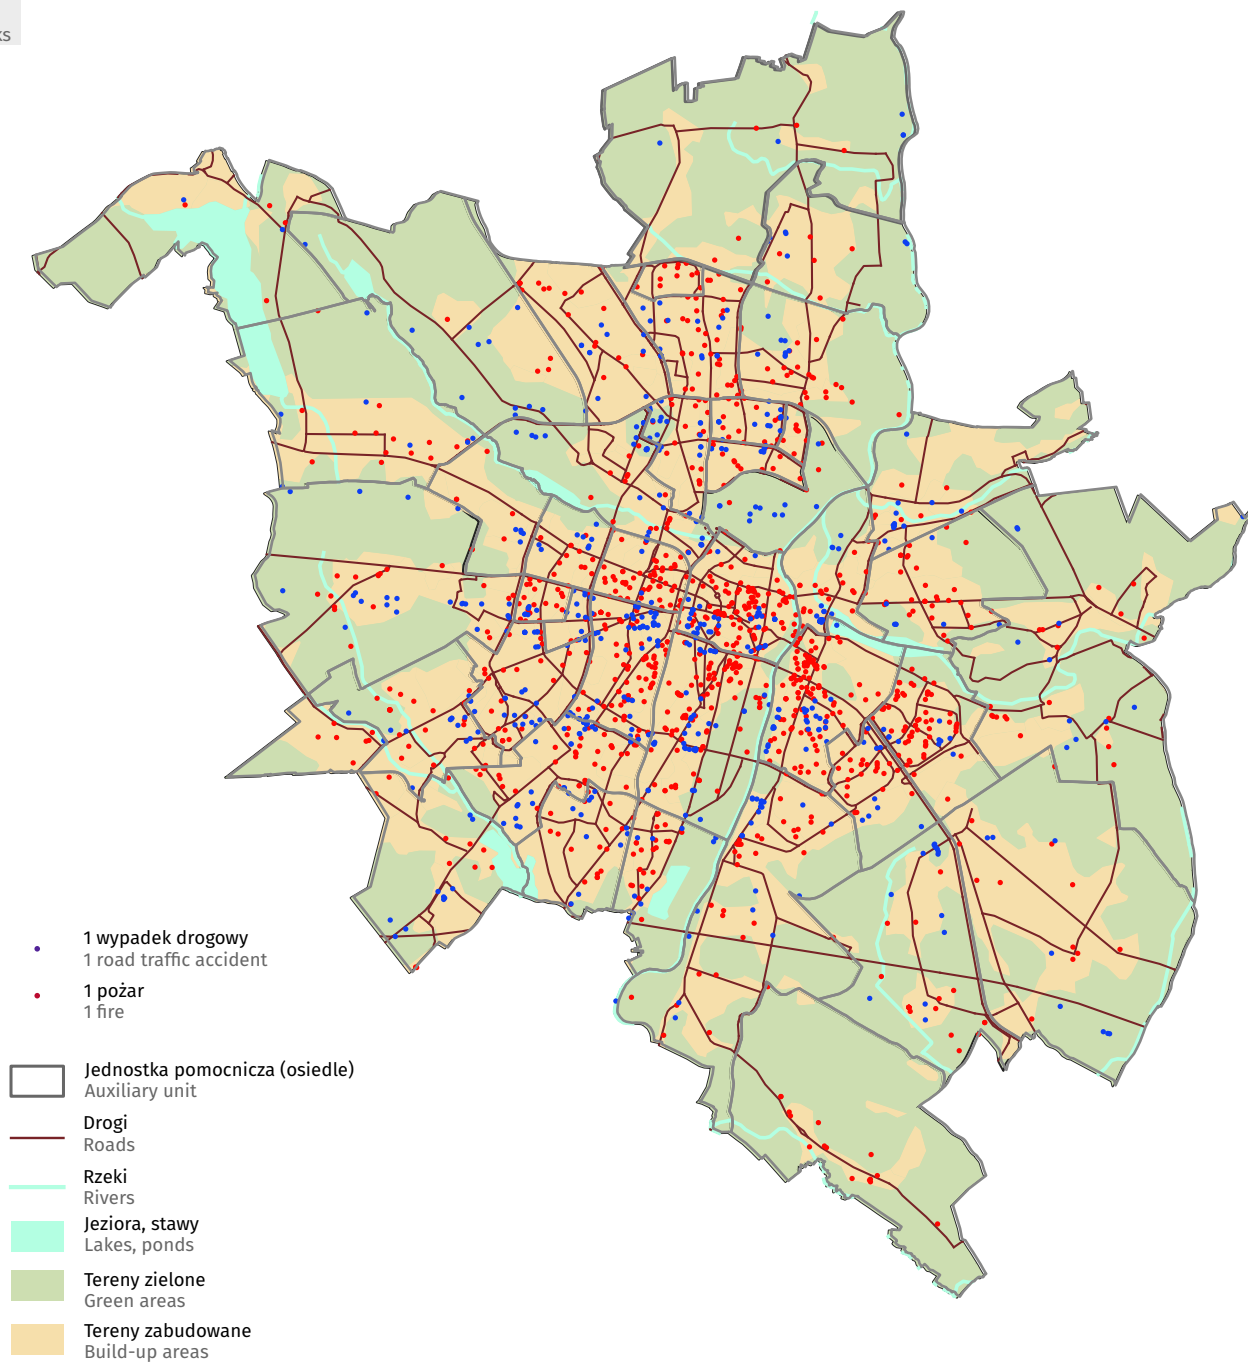 1 wypadek drogowy
1 road traffic accident
1 pożar
1 fire
Jednostka pomocnicza (osiedle)
Auxiliary unit
Drogi
Roads
Rzeki
Rivers
Jeziora, stawy
Lakes, ponds
Tereny zielone
Green areas
Tereny zabudowane
Build-up areas